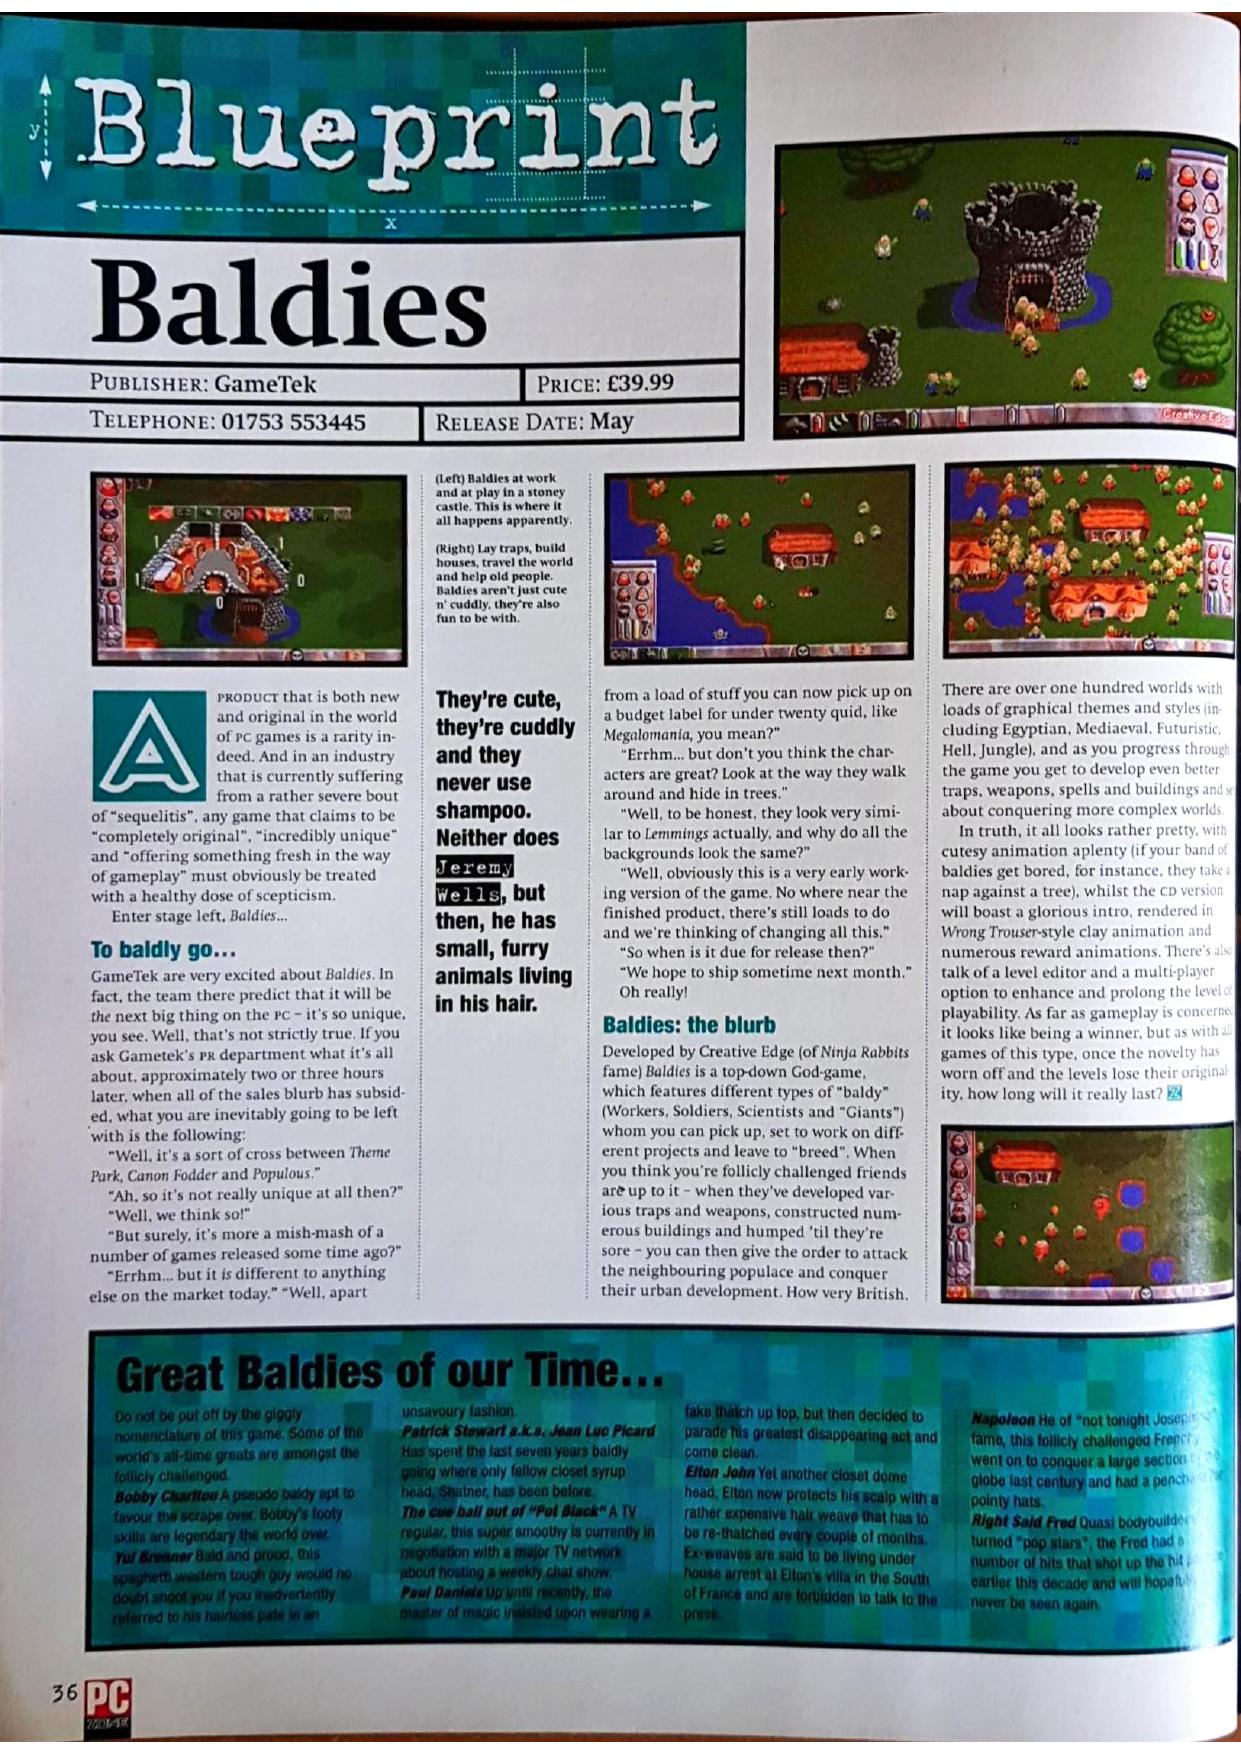 Blueprint
y
x
Baldies
PUBLISHER: GameTek
PRICE: £39.99
TELEPHONE: 01753 553445
RELEASE DATE: May
Creative Edge
(Left) Baldies at work
and at play in a stoney
castle. This is where it
all happens apparently.
(Right) Lay traps, build
houses, travel the world
and help old people.
Baldies aren't just cute
n' cuddly, they're also
fun to be with.
A PRODUCT that is both new
and original in the world
of PC games is a rarity in-
deed. And in an industry
that is currently suffering
from a rather severe bout
of "sequelitis", any game that claims to be
"completely original", "incredibly unique"
and "offering something fresh in the way
of gameplay" must obviously be treated
with a healthy dose of scepticism.
Enter stage left, Baldies...
To baldly go...
GameTek are very excited about Baldies. In
fact, the team there predict that it will be
the next big thing on the PC – it's so unique,
you see. Well, that's not strictly true. If you
ask Gametek's PR department what it's all
about, approximately two or three hours
later, when all of the sales blurb has subsid-
ed, what you are inevitably going to be left
with is the following:
"Well, it's a sort of cross between Theme
Park, Canon Fodder and Populous."
"Ah, so it's not really unique at all then?"
"Well, we think so!"
"But surely, it's more a mish-mash of a
number of games released some time ago?"
"Errhm... but it is different to anything
else on the market today." "Well, apart
They're cute,
they're cuddly
and they
never use
shampoo.
Neither does
Jeremy
Wells, but
then, he has
small, furry
animals living
in his hair.
from a load of stuff you can now pick up on
a budget label for under twenty quid, like
Megalomania, you mean?"
"Errhm... but don't you think the char-
acters are great? Look at the way they walk
around and hide in trees."
"Well, to be honest, they look very simi-
lar to Lemmings actually, and why do all the
backgrounds look the same?"
"Well, obviously this is a very early work-
ing version of the game. No where near the
finished product, there's still loads to do
and we're thinking of changing all this."
"So when is it due for release then?"
"We hope to ship sometime next month."
Oh really!
Baldies: the blurb
Developed by Creative Edge (of Ninja Rabbits
fame) Baldies is a top-down God-game,
which features different types of "baldy"
(Workers, Soldiers, Scientists and "Giants")
whom you can pick up, set to work on diff-
erent projects and leave to "breed". When
you think you're follicly challenged friends
are up to it – when they've developed var-
ious traps and weapons, constructed num-
erous buildings and humped 'til they're
sore – you can then give the order to attack
the neighbouring populace and conquer
their urban development. How very British.
There are over one hundred worlds with
loads of graphical themes and styles (in-
cluding Egyptian, Mediaeval, Futuristic,
Hell, Jungle), and as you progress through
the game you get to develop even better
traps, weapons, spells and buildings and
about conquering more complex worlds.
In truth, it all looks rather pretty, with
cutesy animation aplenty (if your band of
baldies get bored, for instance, they take a
nap against a tree), whilst the CD version
will boast a glorious intro, rendered in
Wrong Trouser-style clay animation and
numerous reward animations. There's also
talk of a level editor and a multi-player
option to enhance and prolong the level of
playability. As far as gameplay is concerned
it looks like being a winner, but as with all
games of this type, once the novelty has
worn off and the levels lose their original-
ity, how long will it really last?
Great Baldies of our Time...
Do not be put off by the giggly
nomenclature of this game. Some of the
world's all-time greats are amongst the
follicly challenged.
Bobby Charlton A pseudo baldy apt to
favour the scrape over. Bobby's footy
skills are legendary the world over.
Yul Brenner Bald and proud, this
spaghetti western tough guy would no
doubt shoot you if you inadvertently
referred to his hairless pate in an
unsavoury fashion.
Patrick Stewart a.k.a. Jean Luc Picard
Has spent the last seven years baldly
going where only fellow closet syrup
head, Shatner, has been before.
The cue ball out of "Pot Black" A TV
regular, this super smoothy is currently in
negotiation with a major TV network
about hosting a weekly chat show.
Paul Daniels Up until recently, the
master of magic insisted upon wearing a
fake thatch up top, but then decided to
parade his greatest disappearing act and
come clean.
Elton John Yet another closet dome
head, Elton now protects his scalp with a
rather expensive hair weave that has to
be re-thatched every couple of months.
Ex-weaves are said to be living under
house arrest at Elton's villa in the South
of France and are forbidden to talk to the
press.
Napoleon He of "not tonight Josephine"
fame, this follicly challenged Frenchy
went on to conquer a large section of the
globe last century and had a penchant for
pointy hats.
Right Said Fred Quasi bodybuilders
turned "pop stars", the Fred had a
number of hits that shot up the hit parade
earlier this decade and will hopefully
never be seen again.
36 PC
ZONE